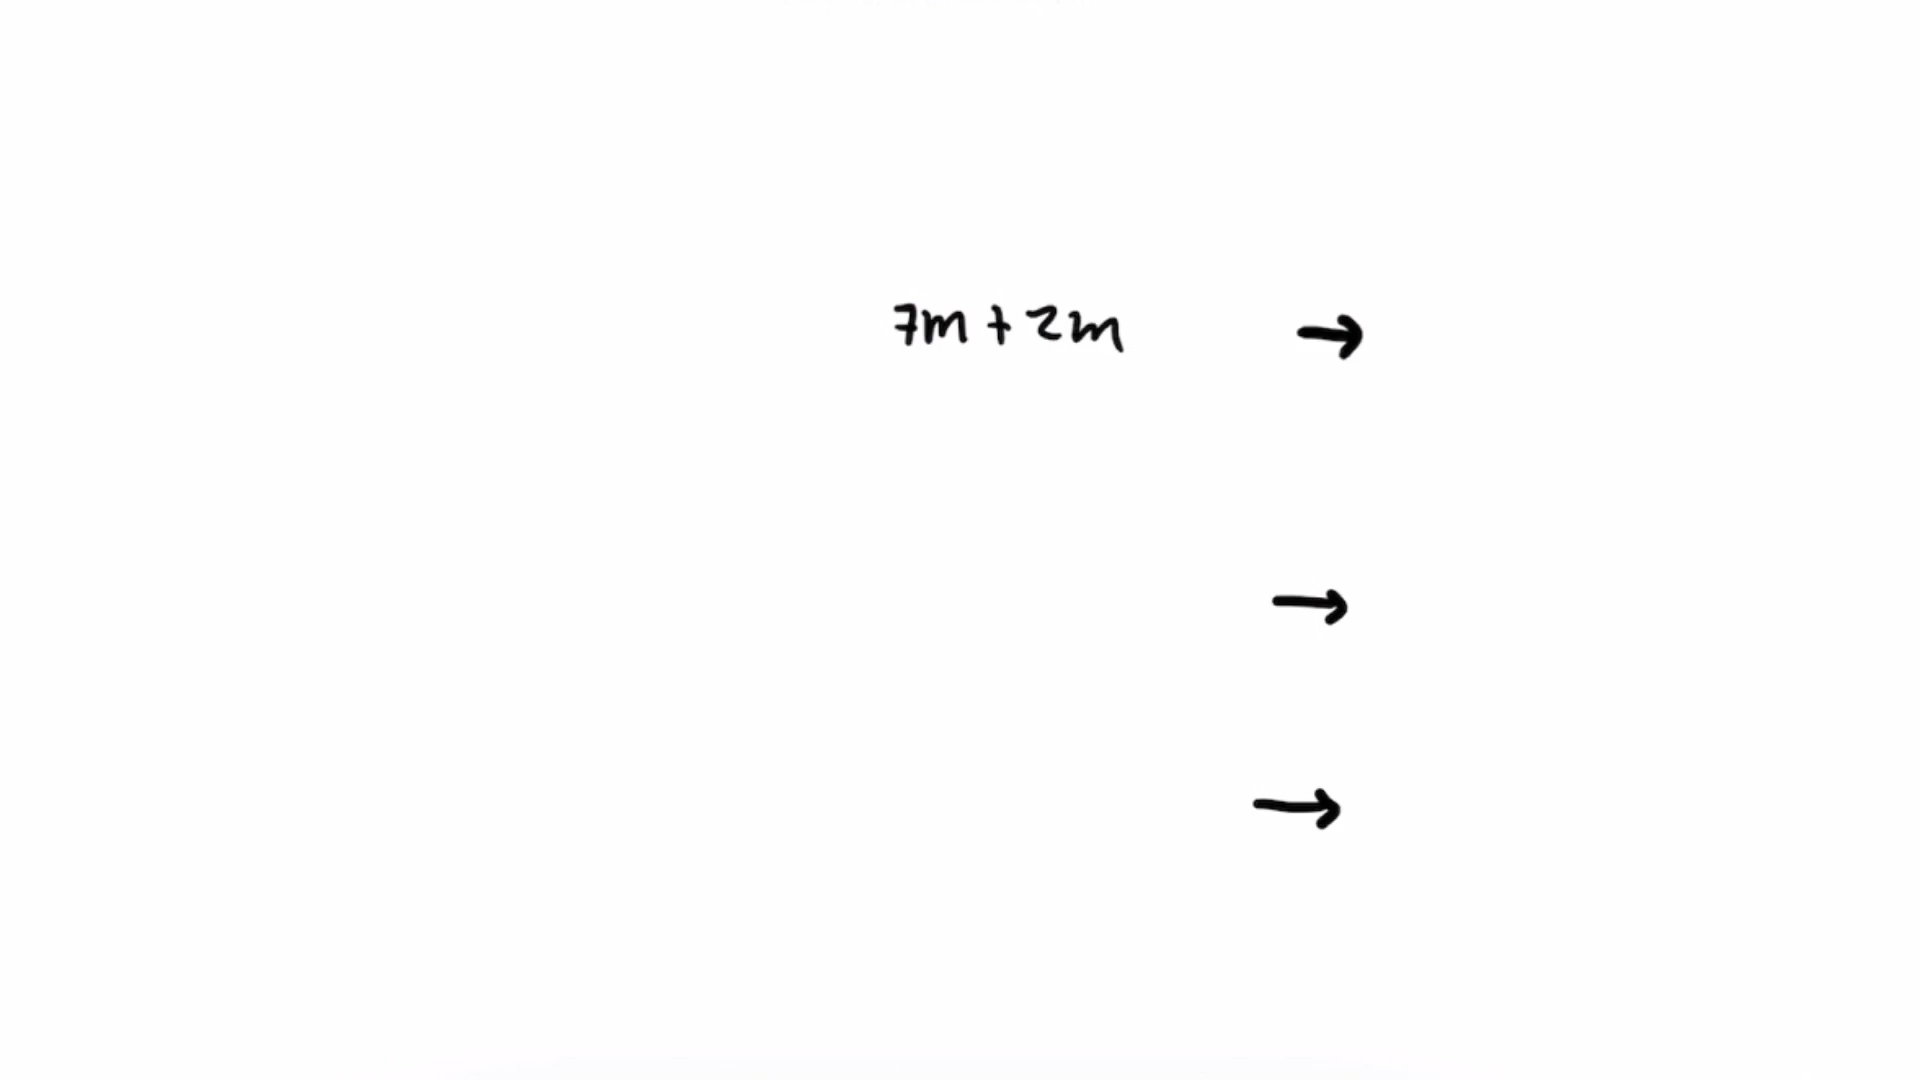 7m + 2m →
→
→